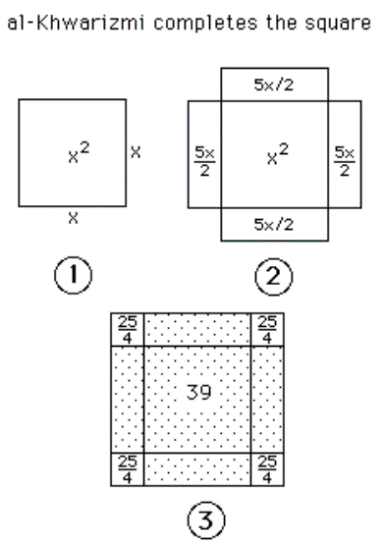 al-Khwarizmi completes the square
x² x
x
5x/2
5x/2 x² 5x/2
5x/2
1 2
25/4 25/4
39
25/4 25/4
3